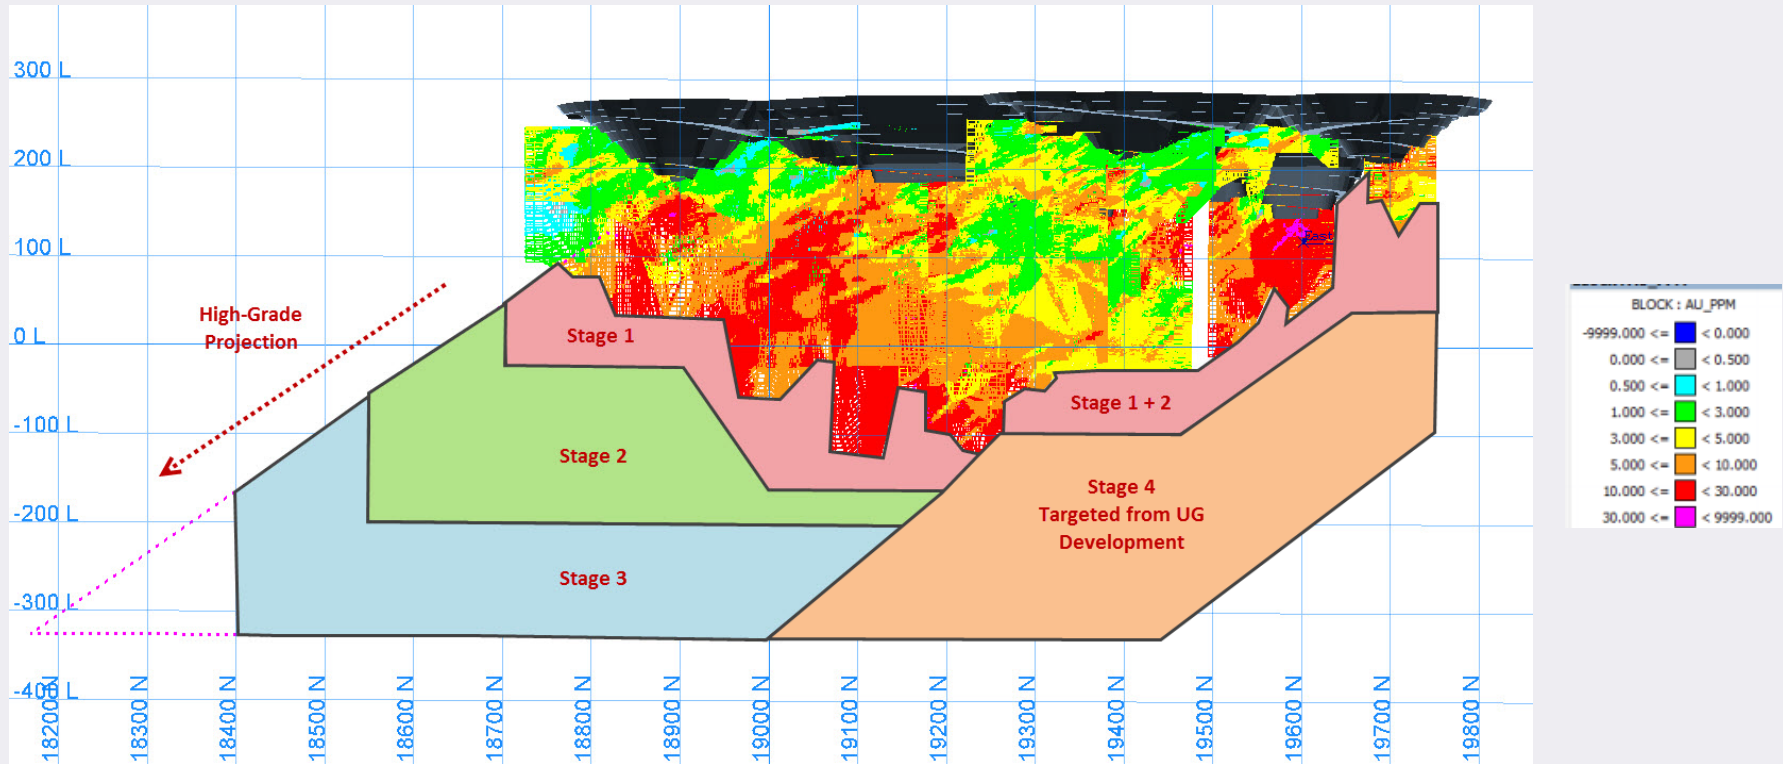 300 L
200 L
100 L
0 L
-100 L
-200 L
-300 L
-400 L
High-Grade
Projection
Stage 1
Stage 2
Stage 3
Stage 1 + 2
Stage 4
Targeted from UG
Development
East
18200 N
18300 N
18400 N
18500 N
18600 N
18700 N
18800 N
18900 N
19000 N
19100 N
19200 N
19300 N
19400 N
19500 N
19600 N
19700 N
19800 N
BLOCK : AU_PPM
-9999.000 <= < 0.000
0.000 <= < 0.500
0.500 <= < 1.000
1.000 <= < 3.000
3.000 <= < 5.000
5.000 <= < 10.000
10.000 <= < 30.000
30.000 <= < 9999.000